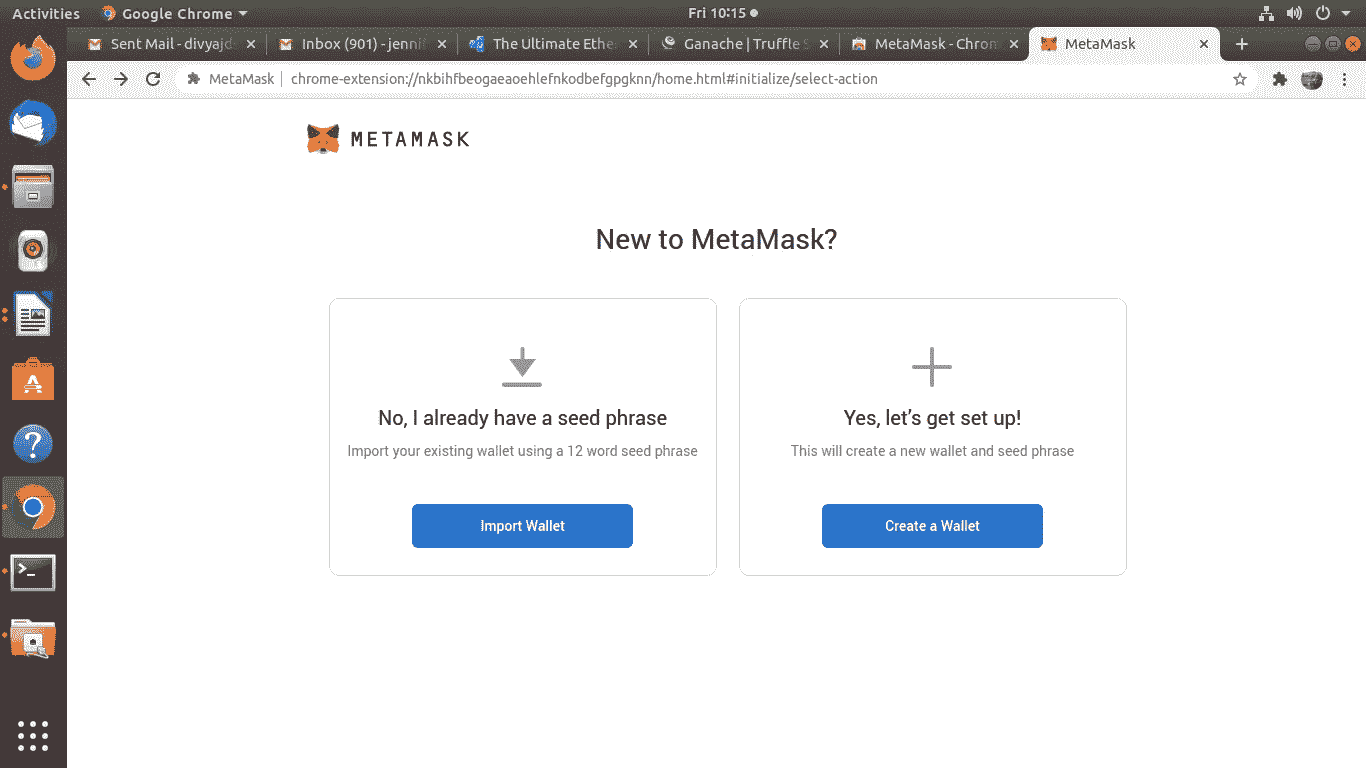 Activities Google Chrome Fri 10:15
Sent Mail - divyajd Inbox (901) - jennif The Ultimate Ethe Ganache | Truffle S MetaMask - Chrom MetaMask
MetaMask chrome-extension://nkbihfbeogaeaoehlefnkodbefgpgknn/home.html#initialize/select-action
METAMASK
New to MetaMask?
No, I already have a seed phrase
Import your existing wallet using a 12 word seed phrase
Import Wallet
Yes, let's get set up!
This will create a new wallet and seed phrase
Create a Wallet